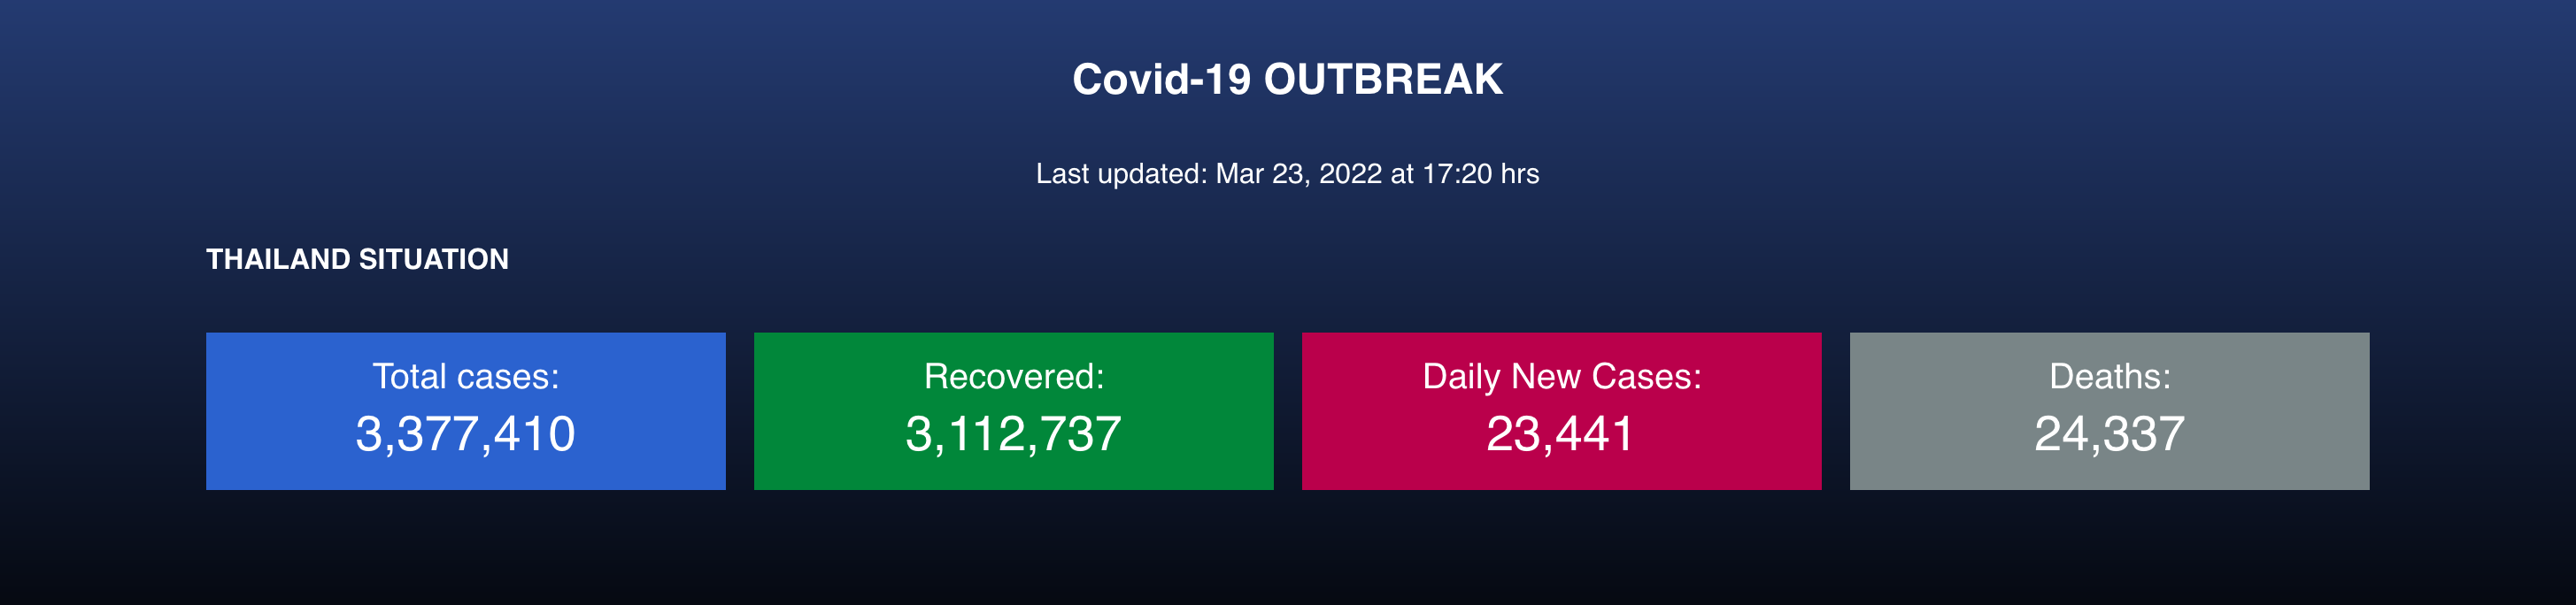 Covid-19 OUTBREAK
Last updated: Mar 23, 2022 at 17:20 hrs
THAILAND SITUATION
Total cases:
3,377,410
Recovered:
3,112,737
Daily New Cases:
23,441
Deaths:
24,337